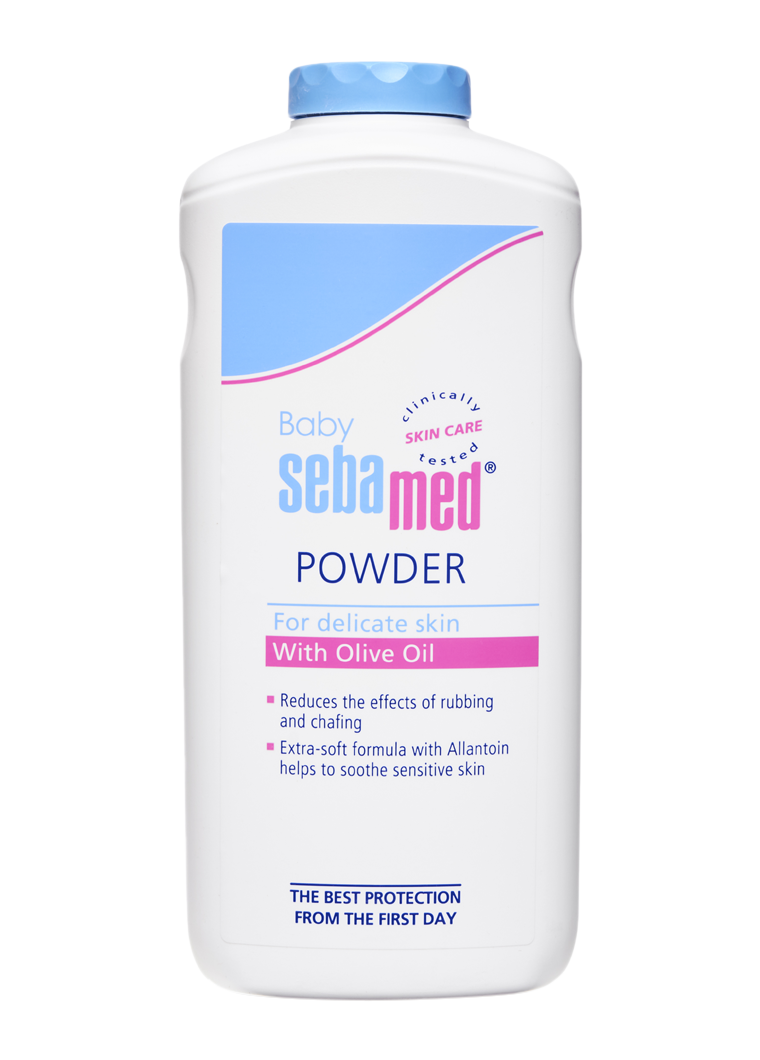 Baby
clinically
SKIN CARE
tested
sebamed®
POWDER
For delicate skin
With Olive Oil
▪ Reduces the effects of rubbing
and chafing
▪ Extra-soft formula with Allantoin
helps to soothe sensitive skin
THE BEST PROTECTION
FROM THE FIRST DAY